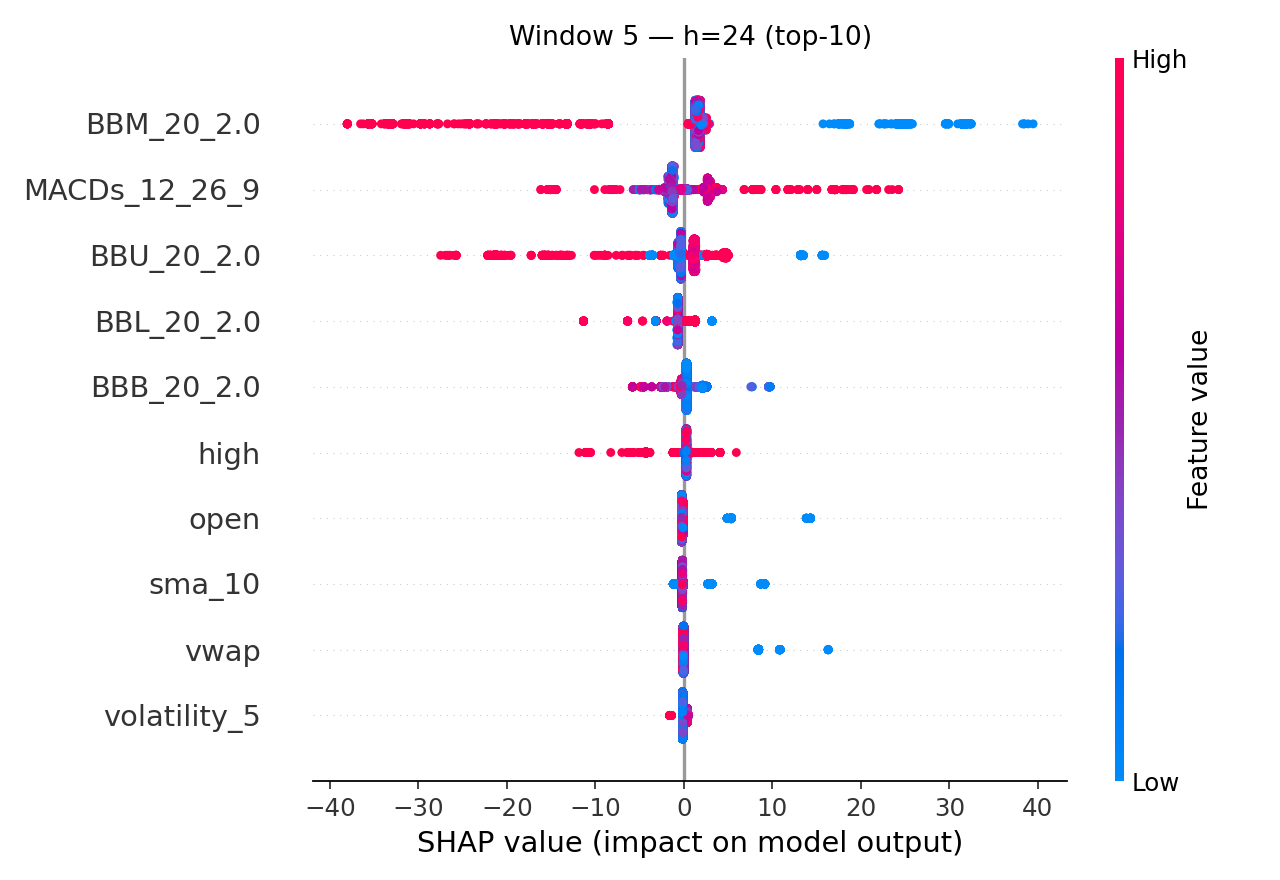 Window 5 — h=24 (top-10)
High
BBM_20_2.0
MACDs_12_26_9
BBU_20_2.0
BBL_20_2.0
BBB_20_2.0
high
open
sma_10
vwap
volatility_5
Feature value
Low
−40 −30 −20 −10 0 10 20 30 40
SHAP value (impact on model output)